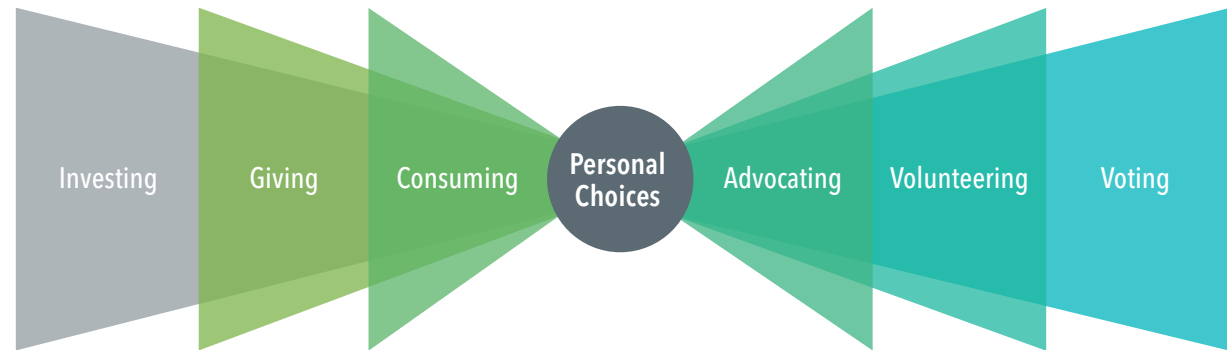 Investing
Giving
Consuming
Personal
Choices
Advocating
Volunteering
Voting